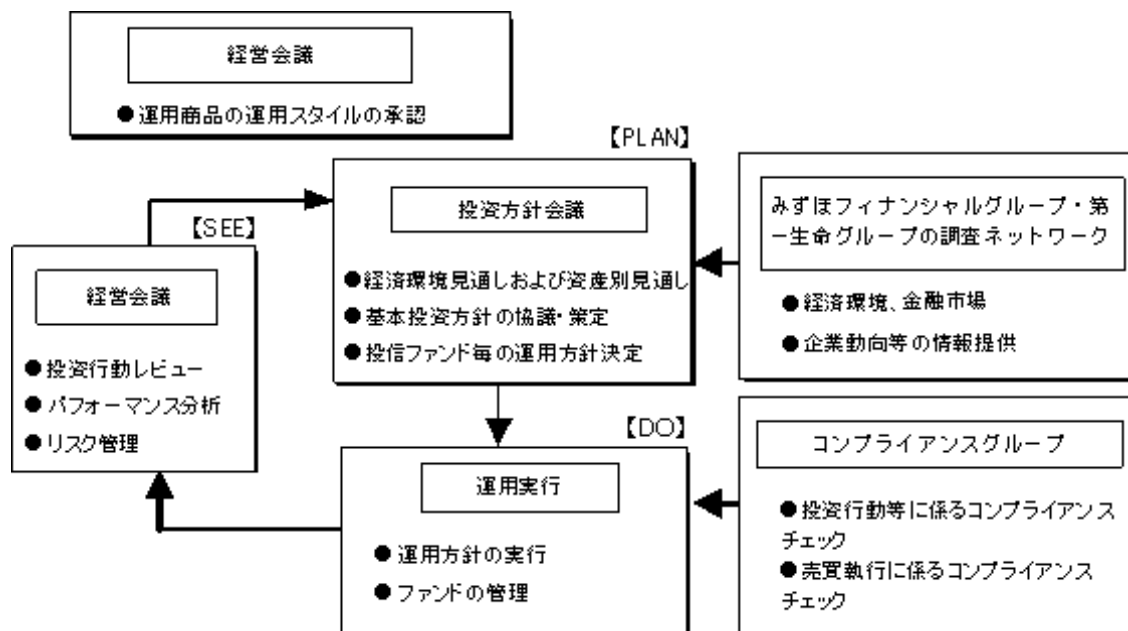 経営会議
●運用商品の運用スタイルの承認
【PLAN】
投資方針会議
●経済環境見通しおよび資産別見通し
●基本投資方針の協議・策定
●投信ファンド毎の運用方針決定
みずほフィナンシャルグループ・第
一生命グループの調査ネットワーク
●経済環境、金融市場
●企業動向等の情報提供
【SEE】
経営会議
●投資行動レビュー
●パフォーマンス分析
●リスク管理
【DO】
運用実行
●運用方針の実行
●ファンドの管理
コンプライアンスグループ
●投資行動等に係るコンプライアンス
チェック
●売買執行に係るコンプライアンス
チェック